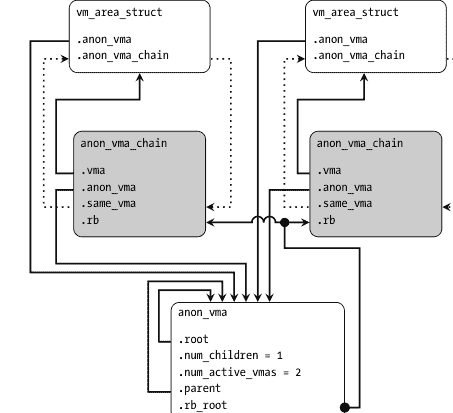 vm_area_struct
.anon_vma
.anon_vma_chain
vm_area_struct
.anon_vma
.anon_vma_chain
anon_vma_chain
.vma
.anon_vma
.same_vma
.rb
anon_vma_chain
.vma
.anon_vma
.same_vma
.rb
anon_vma
.root
.num_children = 1
.num_active_vmas = 2
.parent
.rb_root